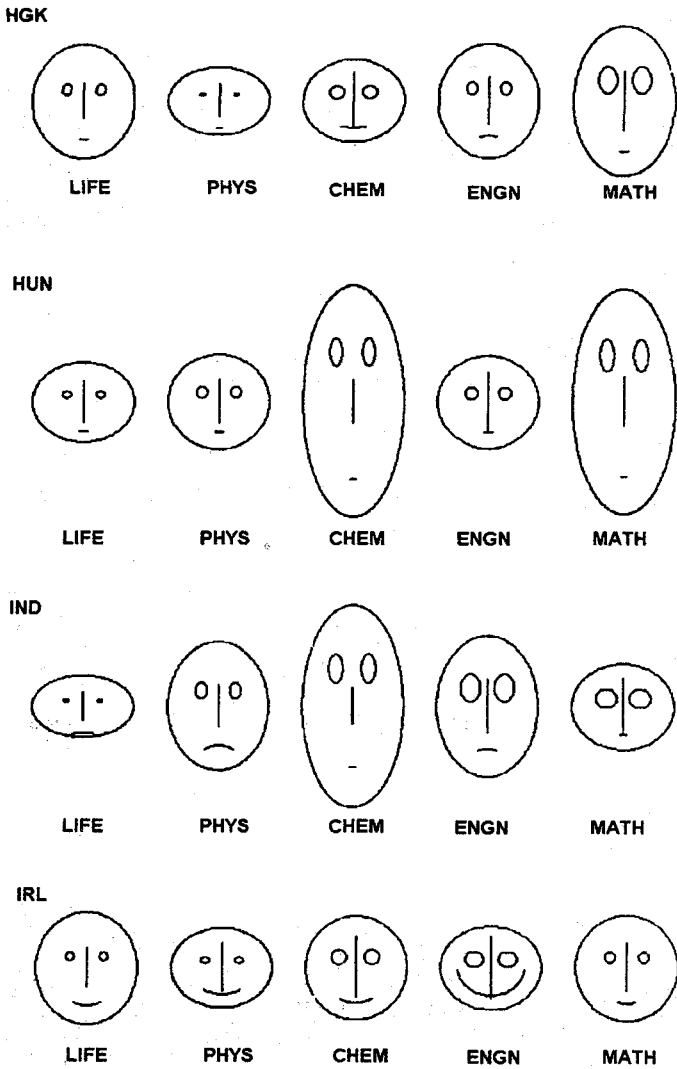 HGK
LIFE PHYS CHEM ENGN MATH
HUN
LIFE PHYS CHEM ENGN MATH
IND
LIFE PHYS CHEM ENGN MATH
IRL
LIFE PHYS CHEM ENGN MATH